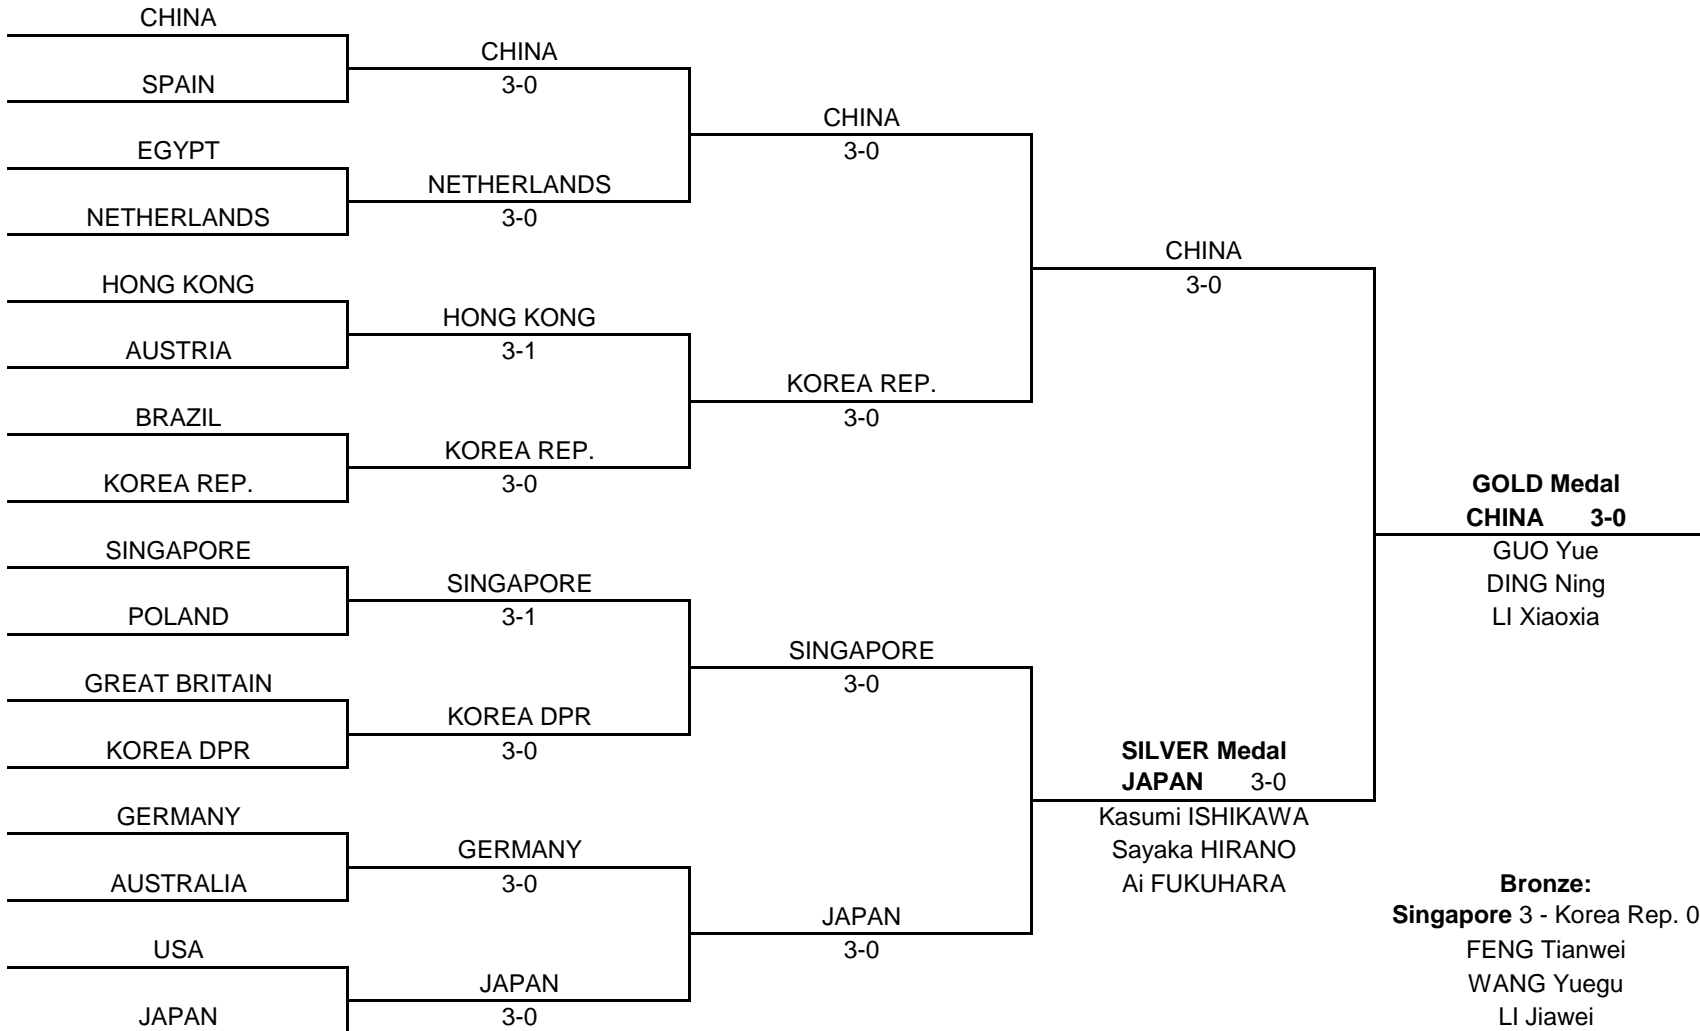 CHINA
CHINA
SPAIN
3-0
CHINA
EGYPT
3-0
NETHERLANDS
NETHERLANDS
3-0
CHINA
HONG KONG
3-0
HONG KONG
AUSTRIA
3-1
KOREA REP.
BRAZIL
3-0
KOREA REP.
KOREA REP.
3-0
GOLD Medal
CHINA 3-0
SINGAPORE
GUO Yue
SINGAPORE
DING Ning
POLAND
3-1
LI Xiaoxia
SINGAPORE
GREAT BRITAIN
3-0
KOREA DPR
KOREA DPR
3-0
SILVER Medal
JAPAN 3-0
GERMANY
Kasumi ISHIKAWA
GERMANY
Sayaka HIRANO
AUSTRALIA
3-0
Ai FUKUHARA
Bronze:
JAPAN
Singapore 3 - Korea Rep. 0
USA
3-0
FENG Tianwei
JAPAN
WANG Yuegu
JAPAN
3-0
LI Jiawei